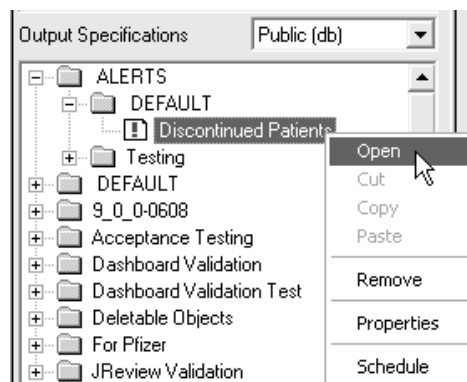 Output Specifications Public (db)
ALERTS
DEFAULT
Discontinued Patients
Testing
DEFAULT
9_0_0-0608
Acceptance Testing
Dashboard Validation
Dashboard Validation Test
Deletable Objects
For Pfizer
JReview Validation
Open
Cut
Copy
Paste
Remove
Properties
Schedule